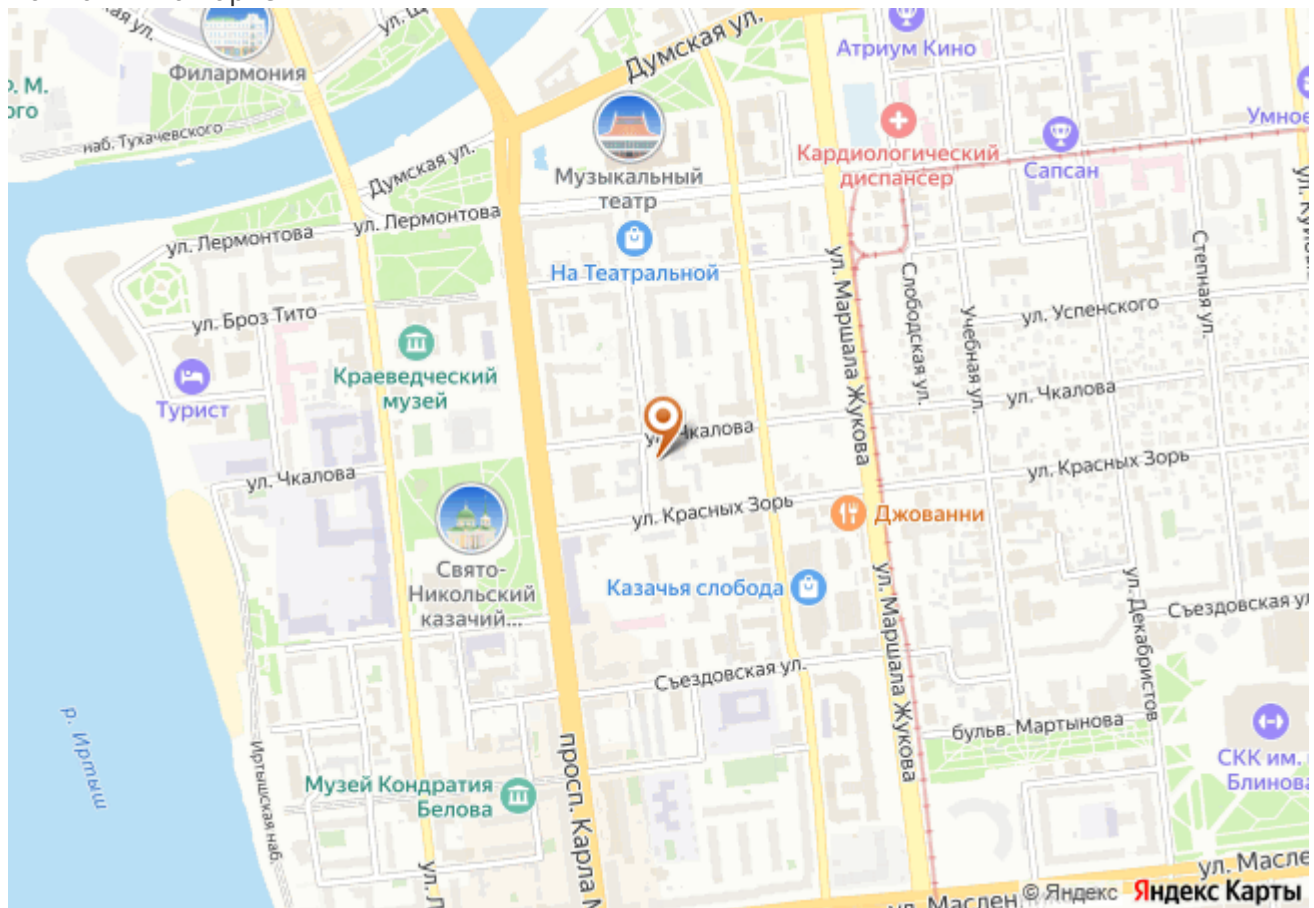 Филармония
наб. Тухачевского
Думская ул.
Атриум Кино
Умное
Кардиологический
диспансер
Сапсан
Музыкальный
театр
Думская ул.
ул. Лермонтова
ул. Лермонтова
На Театральной
ул. Маршала Жукова
Слободская ул.
Учебная ул.
Степная ул.
ул. Успенского
ул. Броз Тито
Краеведческий
музей
Турист
ул. Чкалова
ул. Чкалова
ул. Чкалова
ул. Красных Зорь
ул. Красных Зорь
Джованни
Свято-
Никольский
казачий...
Казачья слобода
ул. Маршала Жукова
ул. Декабристов
Съездовская ул
Съездовская ул.
бульв. Мартынова
СКК им.
Блинова
р. Иртыш
Иртышская наб.
Музей Кондратия
Белова
просп. Карла М
ул. Л
ул. Масле
© Яндекс Яндекс Карты